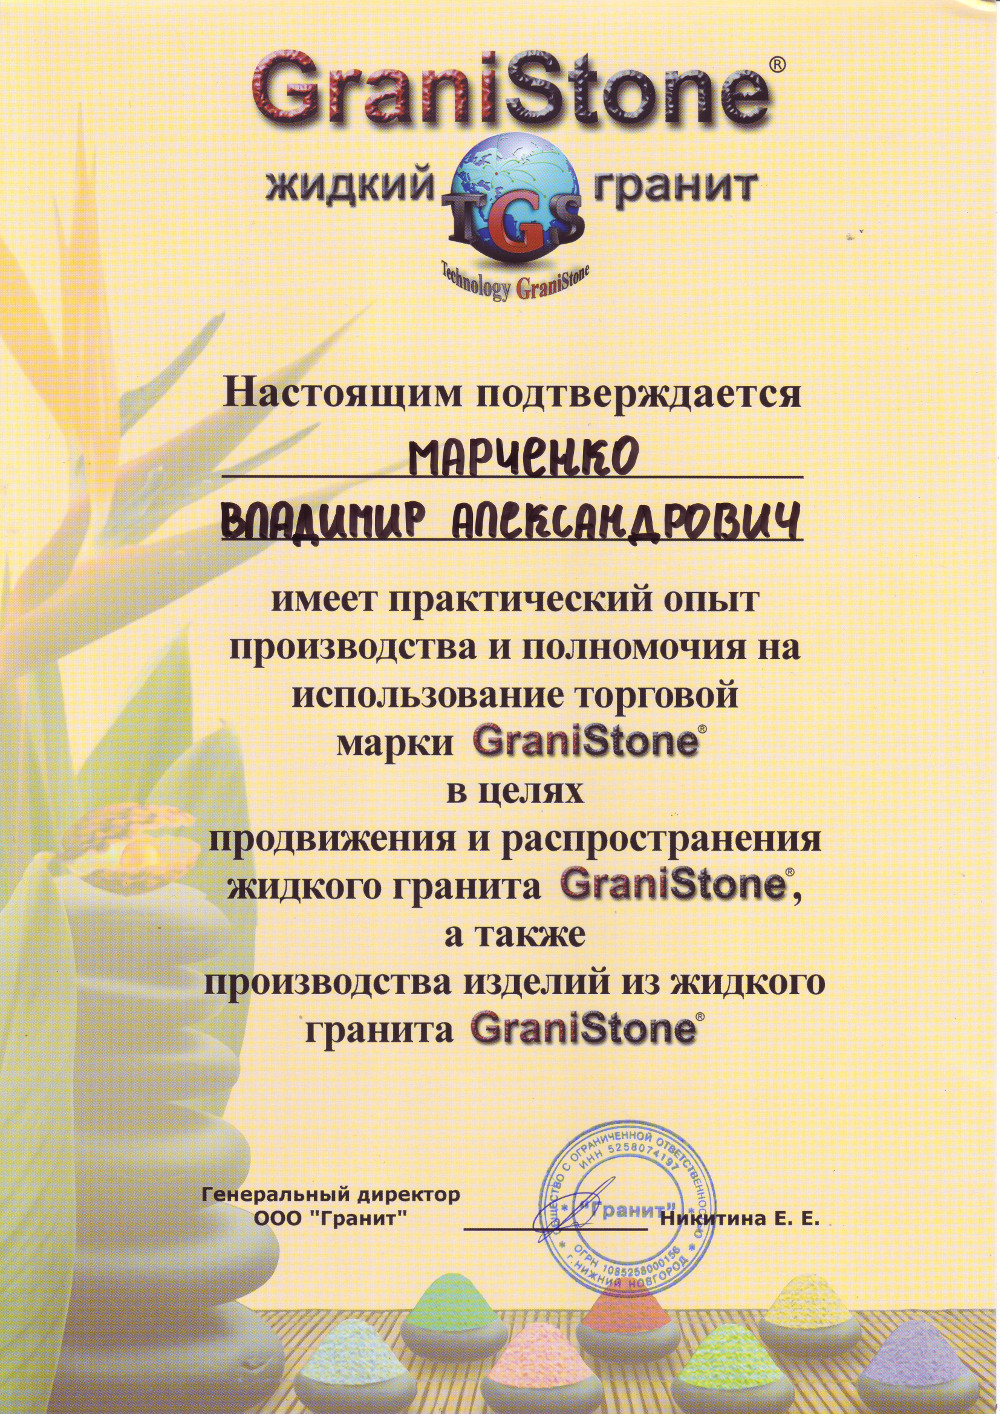 GraniStone®
жидкий гранит
TGS
Technology GraniStone
Настоящим подтверждается
МАРЧЕНКО
ВЛАДИМИР АЛЕКСАНДРОВИЧ
имеет практический опыт
производства и полномочия на
использование торговой
марки GraniStone®
в целях
продвижения и распространения
жидкого гранита GraniStone®,
а также
производства изделий из жидкого
гранита GraniStone®
Генеральный директор
ООО "Гранит"
Никитина Е. Е.
ОБЩЕСТВО С ОГРАНИЧЕННОЙ ОТВЕТСТВЕННОСТЬЮ
ИНН 5258074197
"Гранит"
ОГРН 1085258000156
г. НИЖНИЙ НОВГОРОД